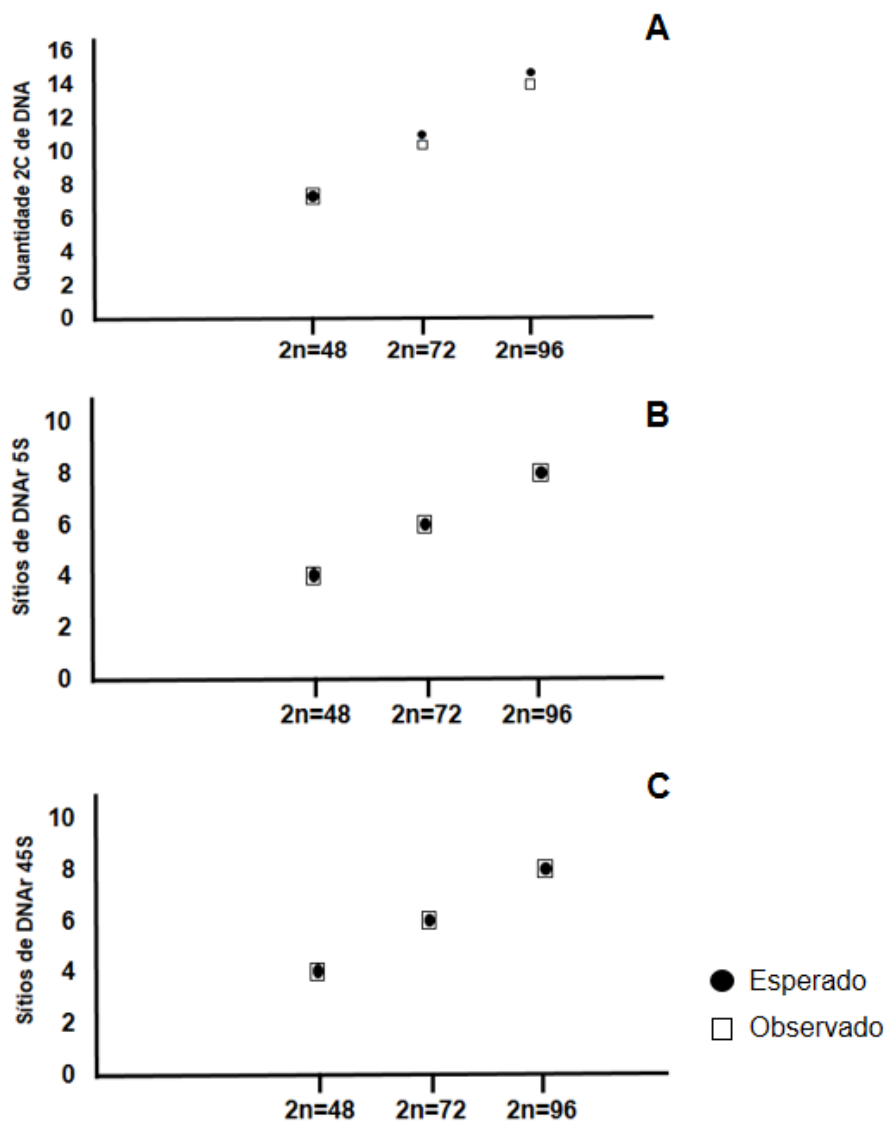 A
16
14
12
10
8
6
4
2
0
Quantidade 2C de DNA
2n=48 2n=72 2n=96
B
10
8
6
4
2
0
Sítios de DNAr 5S
2n=48 2n=72 2n=96
C
10
8
6
4
2
0
Sítios de DNAr 45S
2n=48 2n=72 2n=96
Esperado
Observado